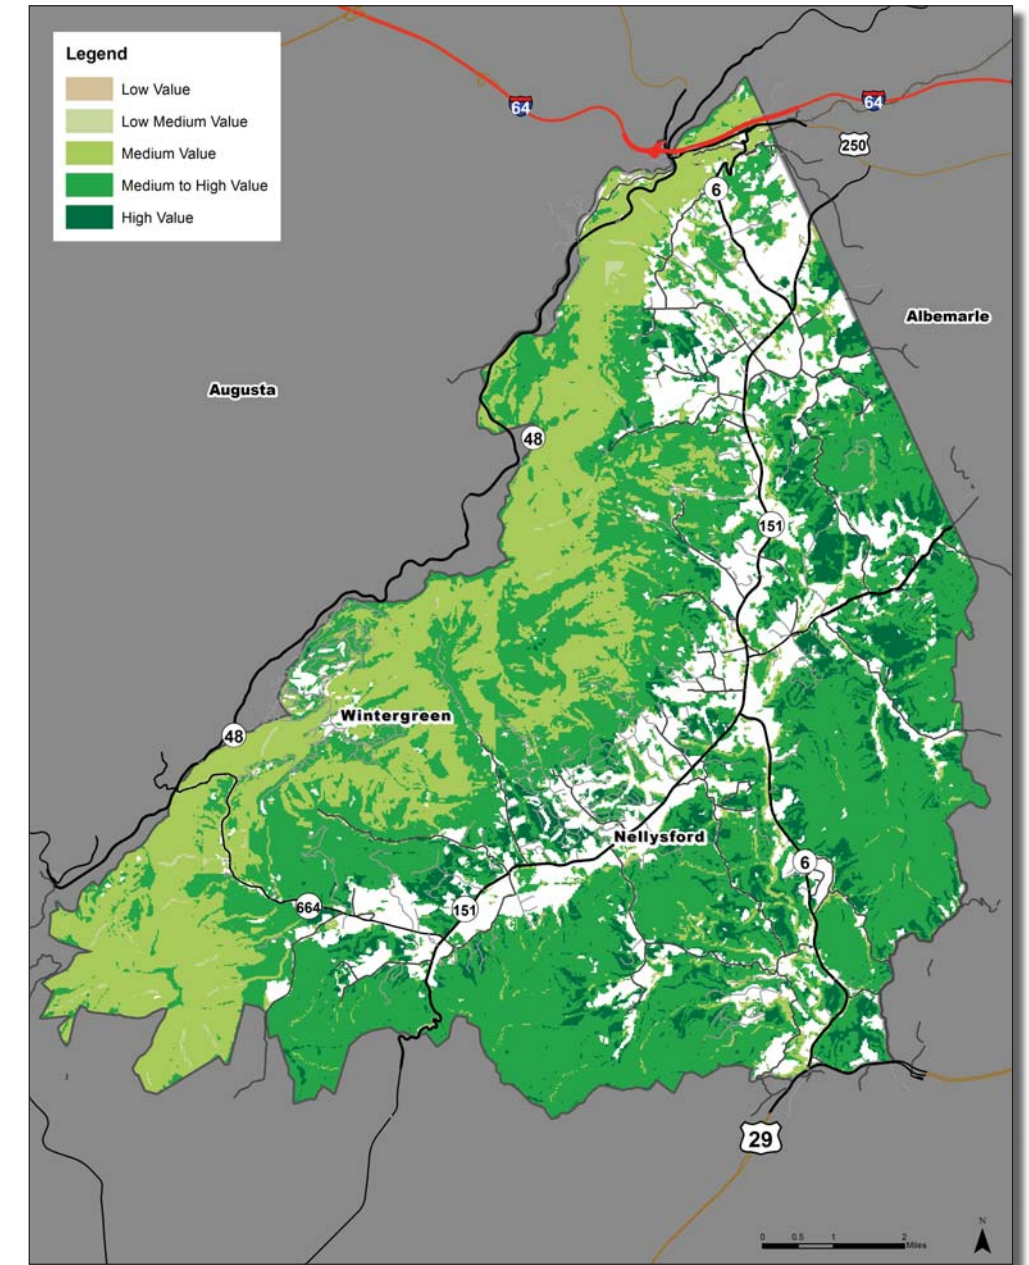 Legend
Low Value
Low Medium Value
Medium Value
Medium to High Value
High Value
64
64
250
6
Albemarle
Augusta
48
151
Wintergreen
48
Nellysford
6
664
151
29
N
0 0.5 1 2
Miles